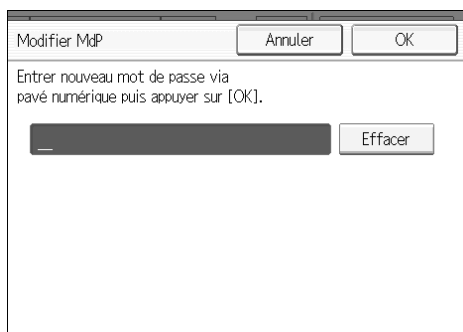 Modifier MdP Annuler OK
Entrer nouveau mot de passe via
pavé numérique puis appuyer sur [OK].
Effacer